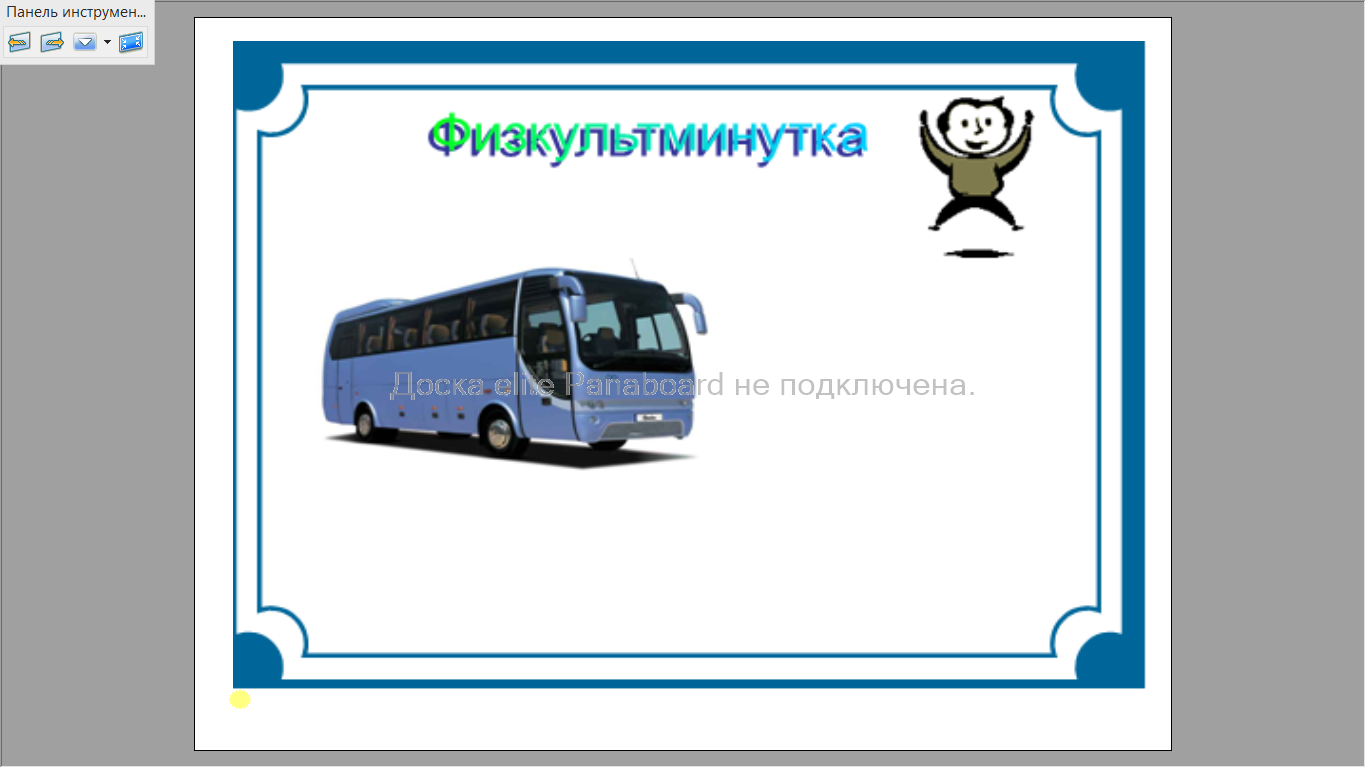 Панель инструмен...
Физкультминутка
Доска elite Panaboard не подключена.